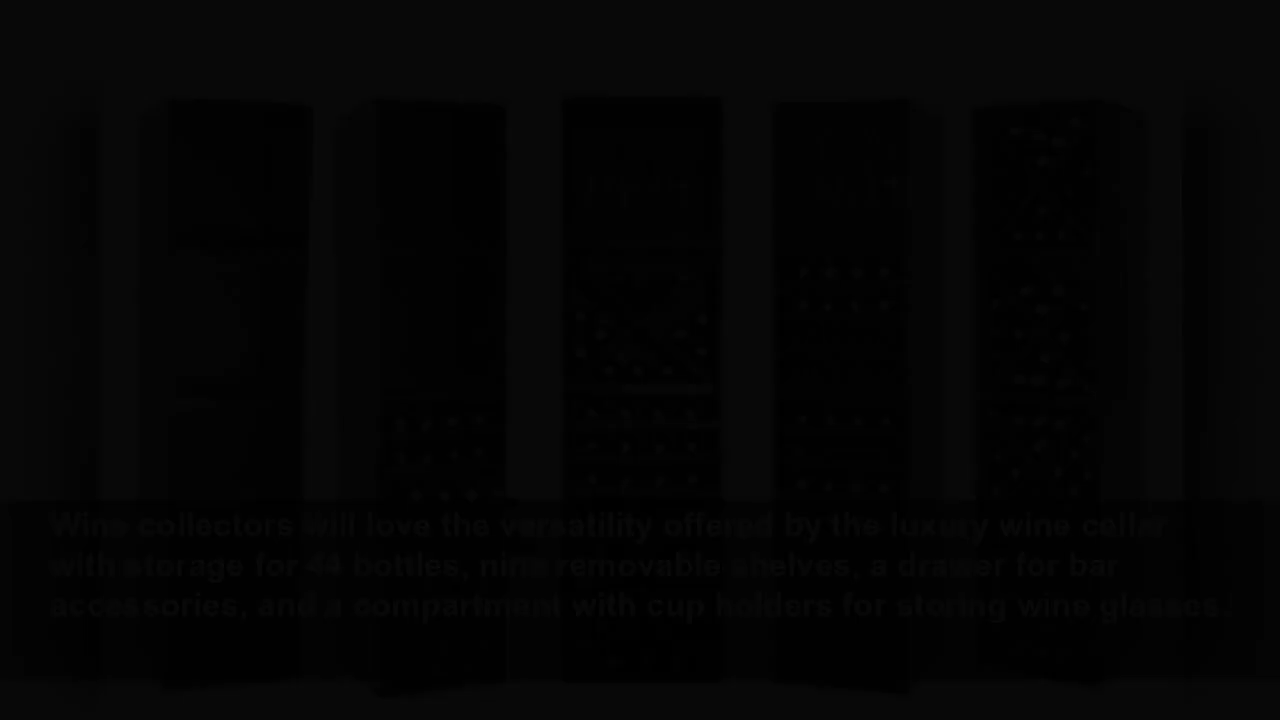 Wine collectors will love the versatility offered by the luxury wine cellar
with storage for 44 bottles, nine removable shelves, a drawer for bar
accessories, and a compartment with cup holders for storing wine glasses.